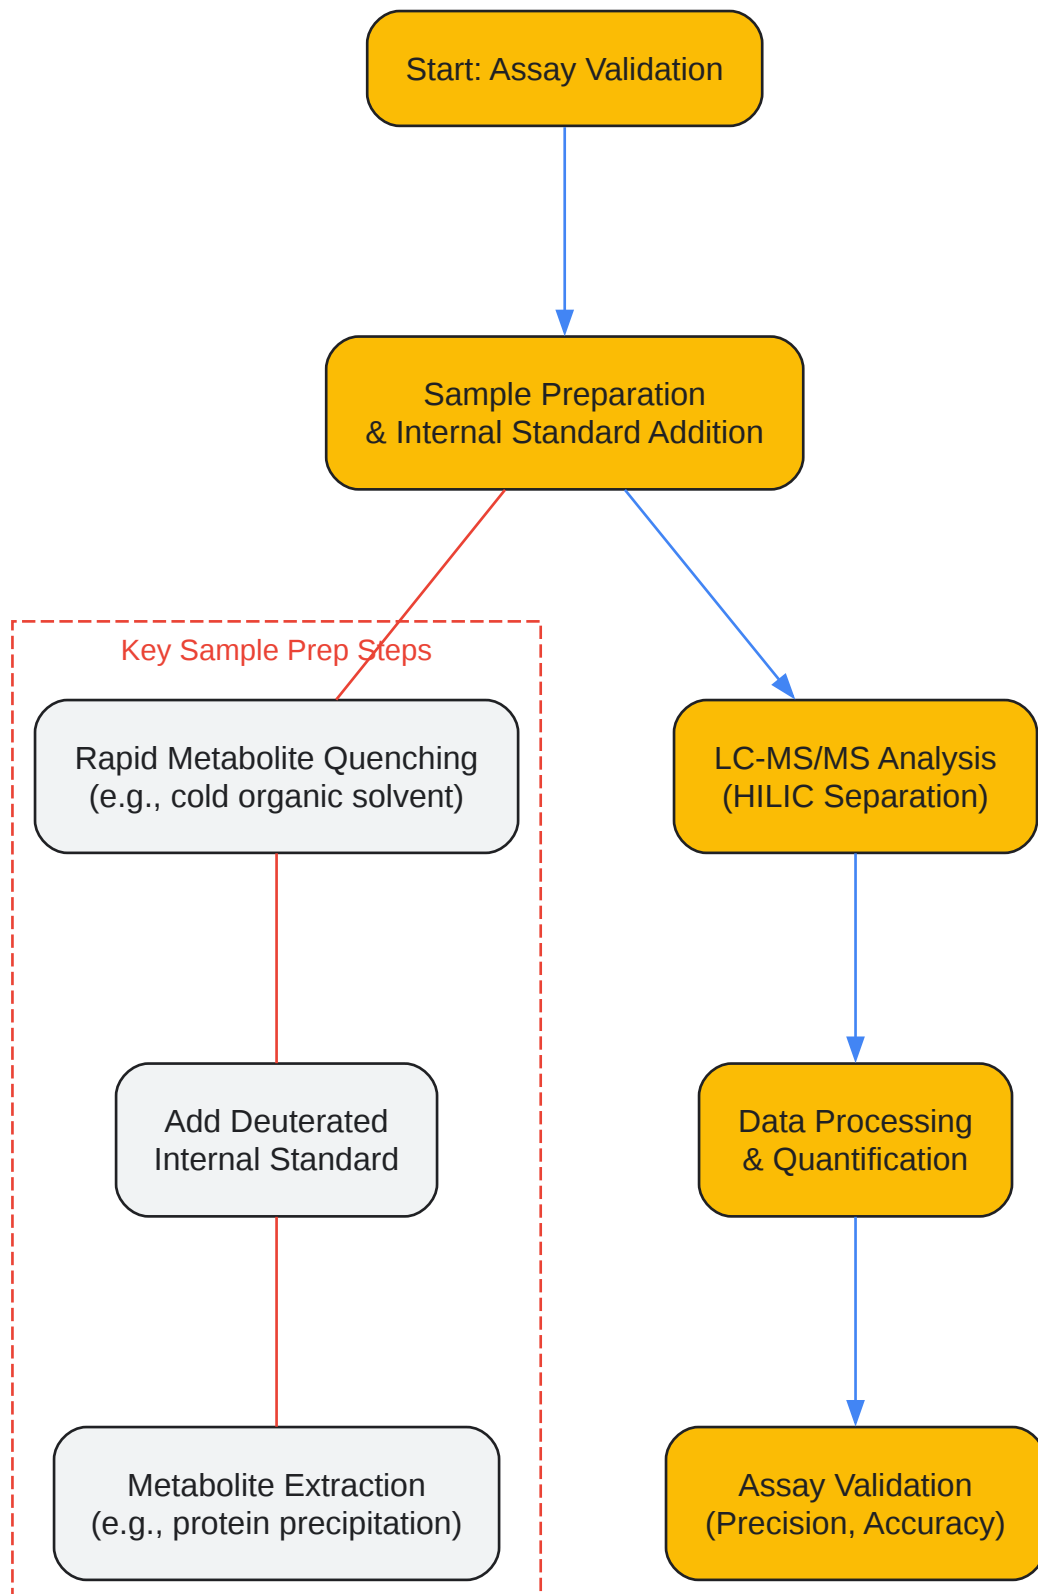 Start: Assay Validation
Sample Preparation
& Internal Standard Addition
Key Sample Prep Steps
Rapid Metabolite Quenching
(e.g., cold organic solvent)
LC-MS/MS Analysis
(HILIC Separation)
Add Deuterated
Internal Standard
Data Processing
& Quantification
Metabolite Extraction
(e.g., protein precipitation)
Assay Validation
(Precision, Accuracy)